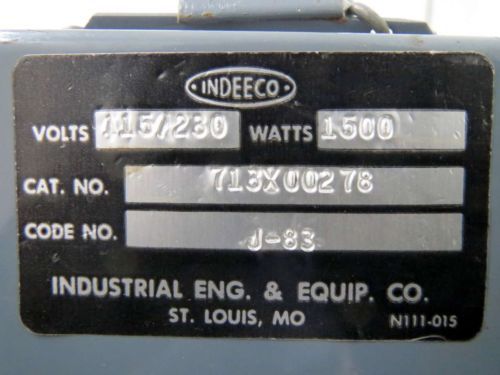 · INDEECO ·
VOLTS 115/230 WATTS 1500
CAT. NO. 713X00278
CODE NO. J-83
INDUSTRIAL ENG. & EQUIP. CO.
ST. LOUIS, MO N111-015